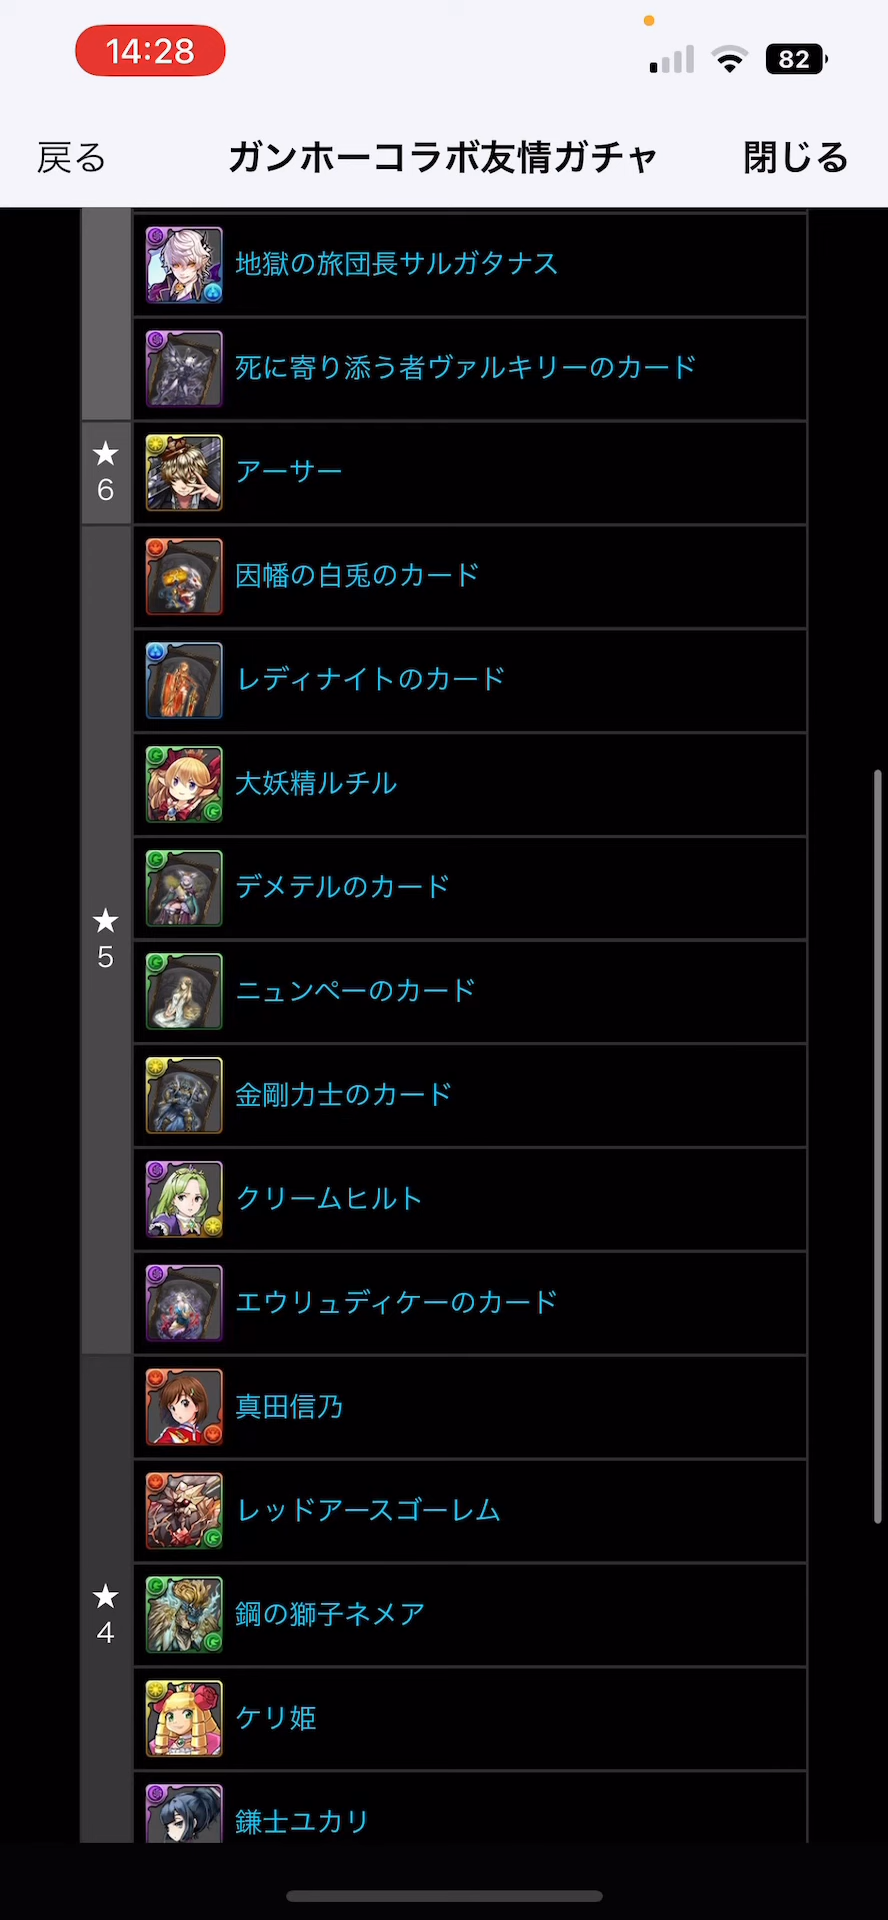 14:28
82
戻る ガンホーコラボ友情ガチャ 閉じる
地獄の旅団長サルガタナス
死に寄り添う者ヴァルキリーのカード
★
6
アーサー
因幡の白兎のカード
レディナイトのカード
大妖精ルチル
デメテルのカード
★
5
ニュンペーのカード
金剛力士のカード
クリームヒルト
エウリュディケーのカード
真田信乃
レッドアースゴーレム
★
4
鋼の獅子ネメア
ケリ姫
鎌士ユカリ